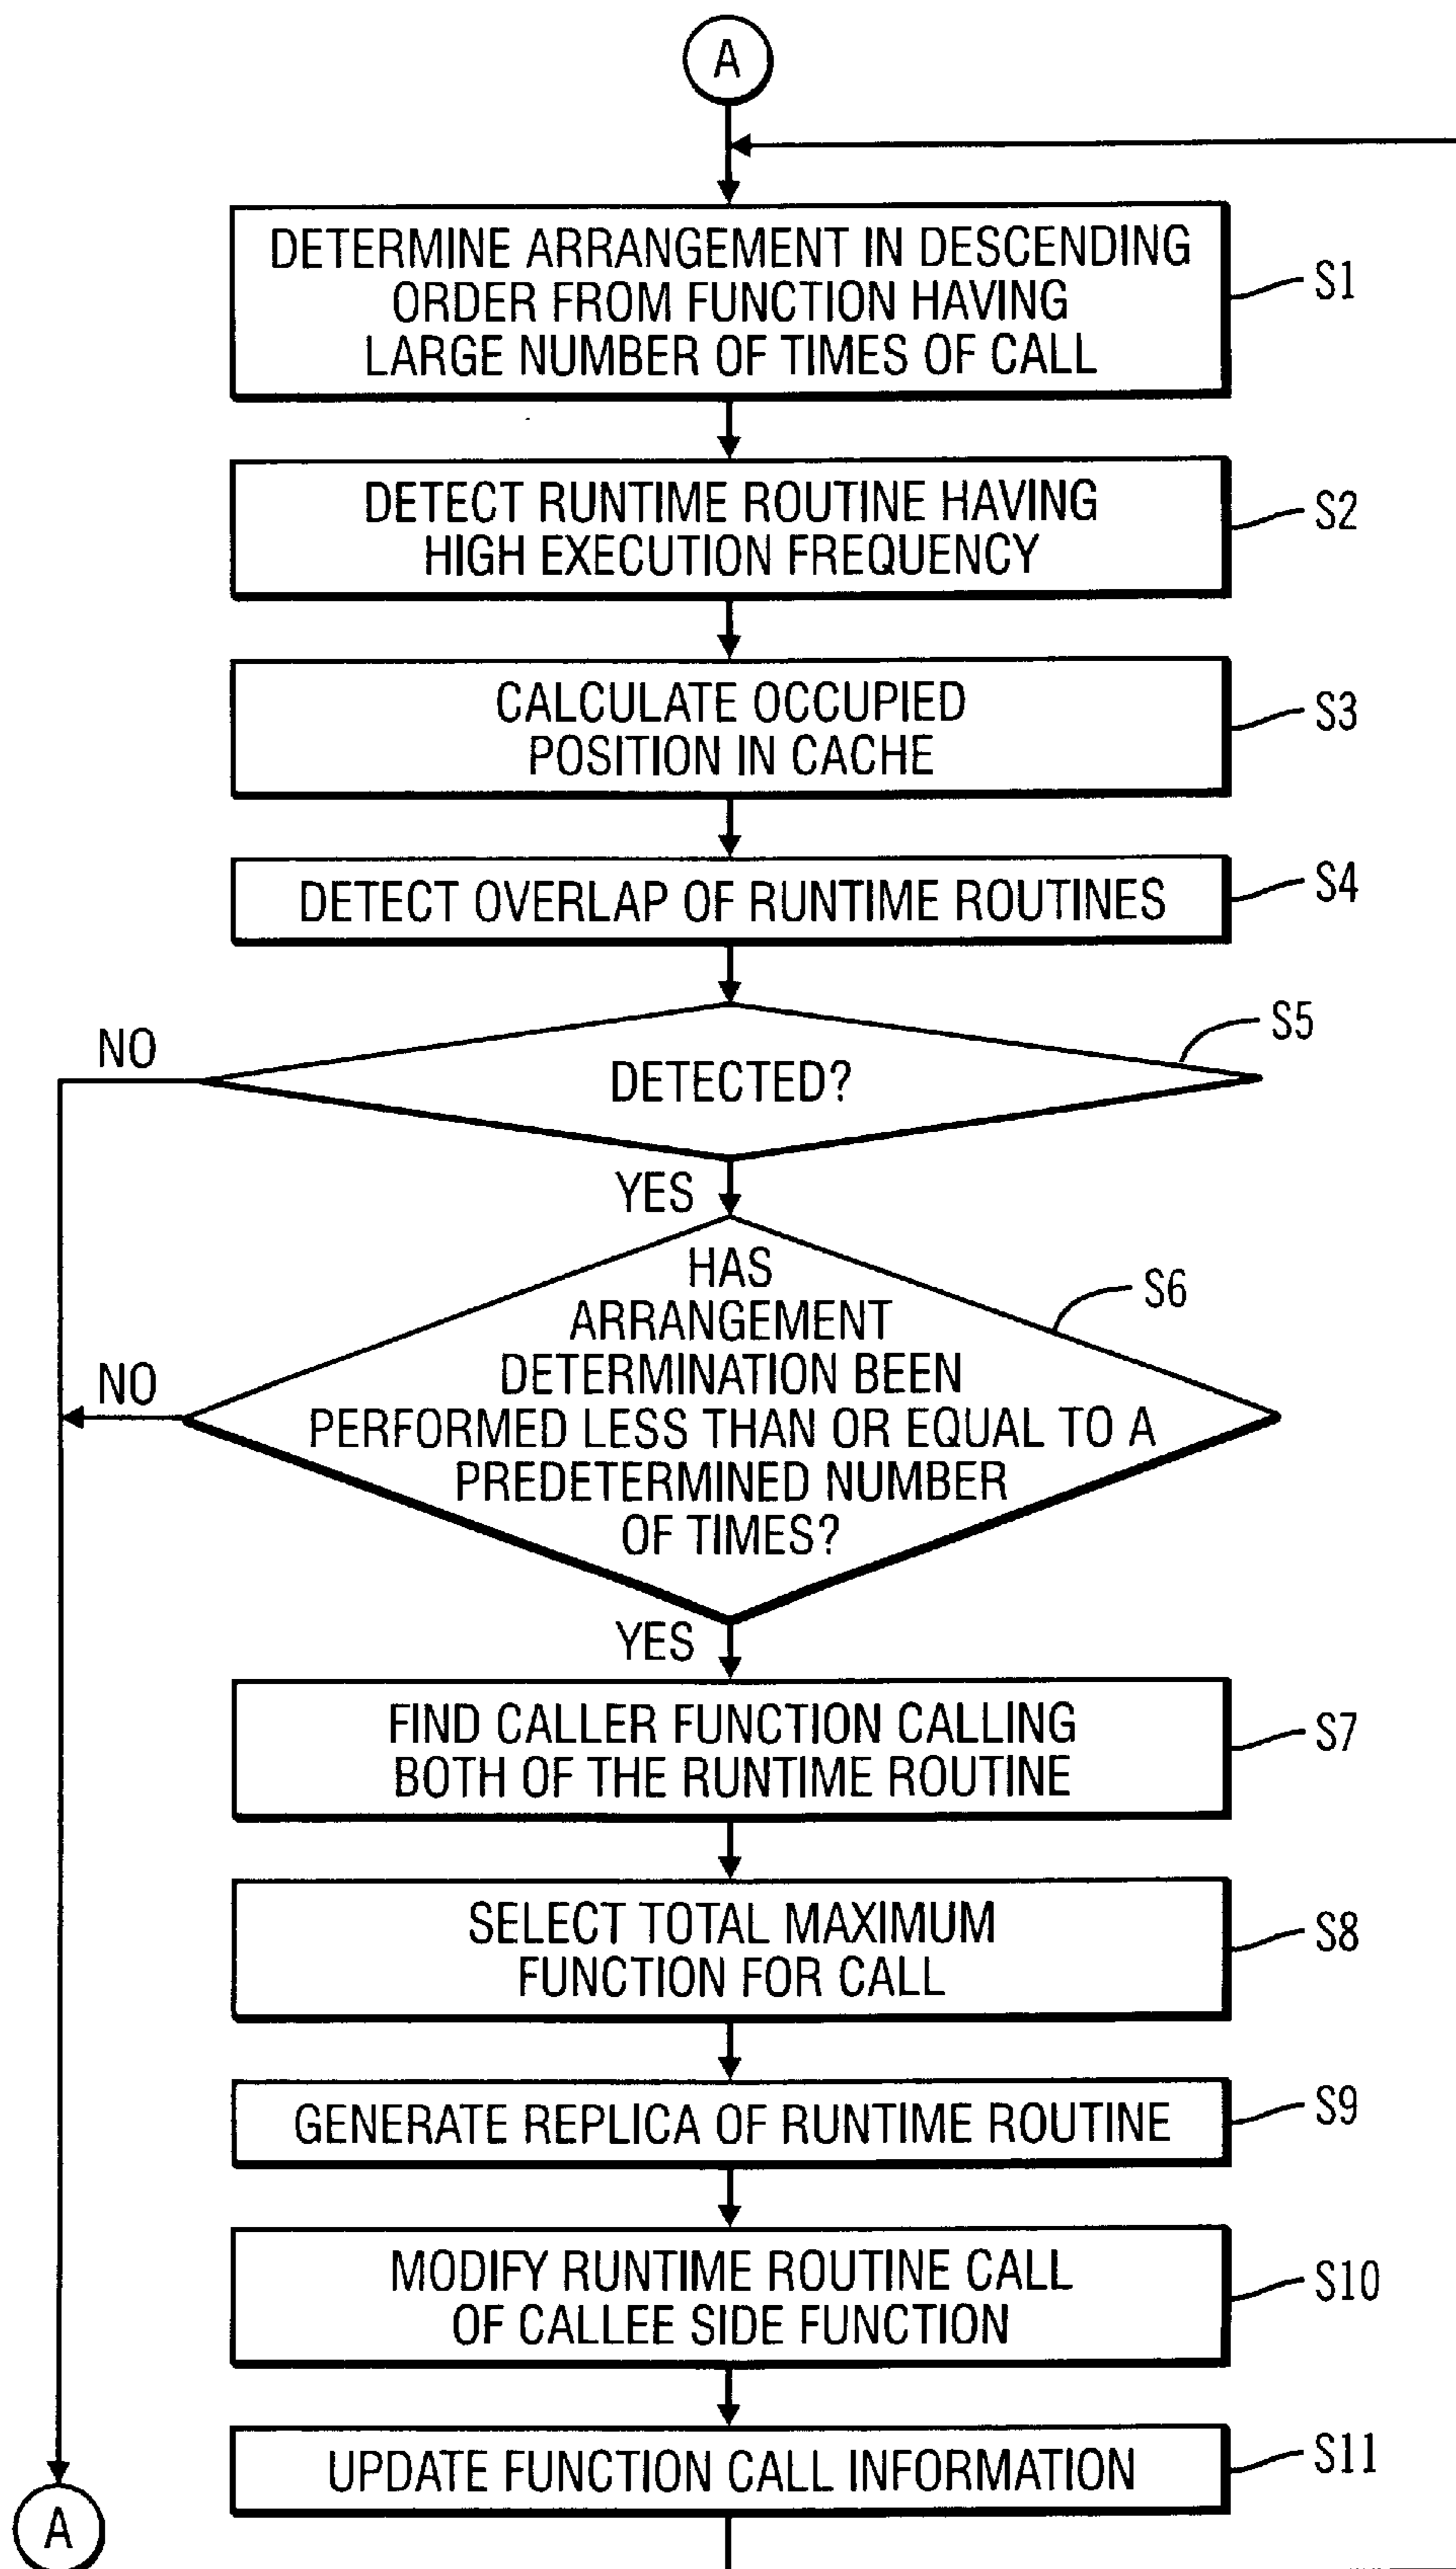 A
DETERMINE ARRANGEMENT IN DESCENDING
ORDER FROM FUNCTION HAVING
LARGE NUMBER OF TIMES OF CALL
S1
DETECT RUNTIME ROUTINE HAVING
HIGH EXECUTION FREQUENCY
S2
CALCULATE OCCUPIED
POSITION IN CACHE
S3
DETECT OVERLAP OF RUNTIME ROUTINES
S4
NO
DETECTED?
S5
YES
HAS
ARRANGEMENT
DETERMINATION BEEN
PERFORMED LESS THAN OR EQUAL TO A
PREDETERMINED NUMBER
OF TIMES?
S6
NO
YES
FIND CALLER FUNCTION CALLING
BOTH OF THE RUNTIME ROUTINE
S7
SELECT TOTAL MAXIMUM
FUNCTION FOR CALL
S8
GENERATE REPLICA OF RUNTIME ROUTINE
S9
MODIFY RUNTIME ROUTINE CALL
OF CALLEE SIDE FUNCTION
S10
UPDATE FUNCTION CALL INFORMATION
S11
A